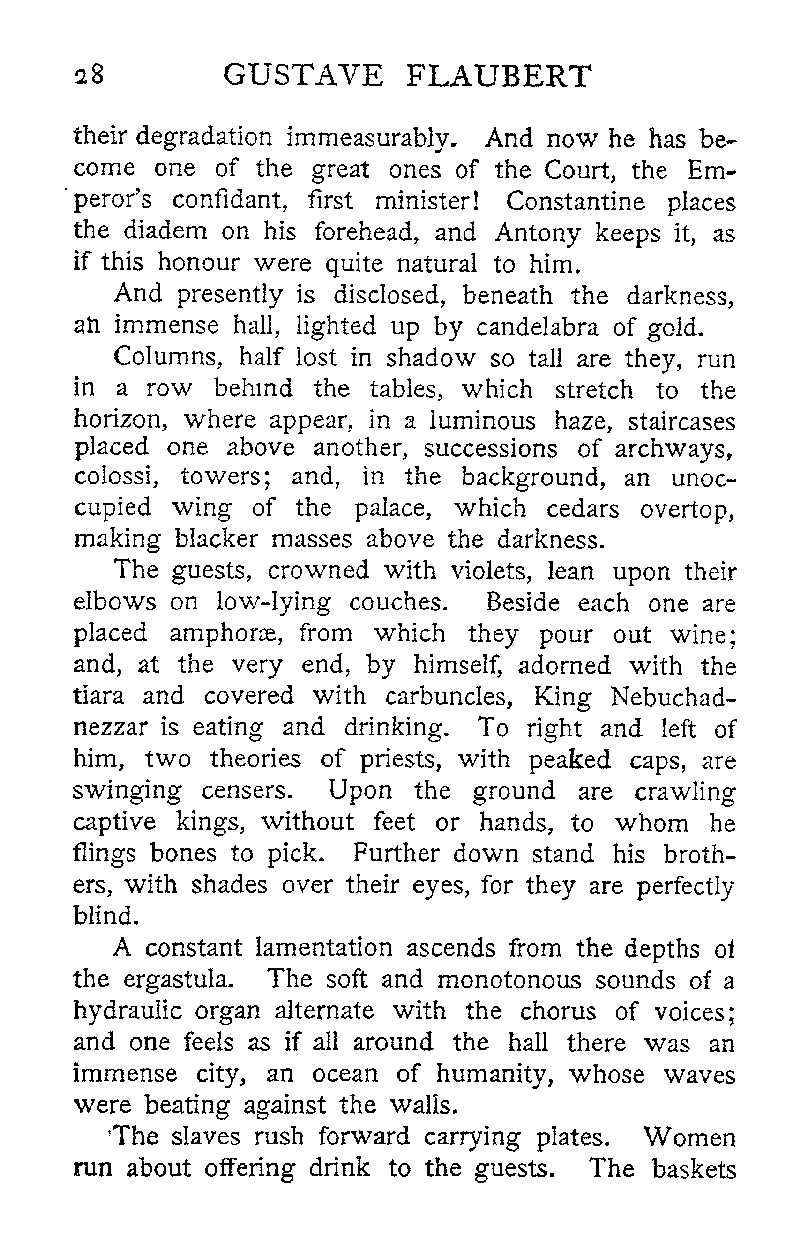 28 GUSTAVE FLAUBERT
their degradation immeasurably. And now he has be-
come one of the great ones of the Court, the Em-
peror's confidant, first minister! Constantine places
the diadem on his forehead, and Antony keeps it, as
if this honour were quite natural to him.
And presently is disclosed, beneath the darkness,
an immense hall, lighted up by candelabra of gold.
Columns, half lost in shadow so tall are they, run
in a row behind the tables, which stretch to the
horizon, where appear, in a luminous haze, staircases
placed one above another, successions of archways,
colossi, towers; and, in the background, an unoc-
cupied wing of the palace, which cedars overtop,
making blacker masses above the darkness.
The guests, crowned with violets, lean upon their
elbows on low-lying couches. Beside each one are
placed amphoræ, from which they pour out wine;
and, at the very end, by himself, adorned with the
tiara and covered with carbuncles, King Nebuchad-
nezzar is eating and drinking. To right and left of
him, two theories of priests, with peaked caps, are
swinging censers. Upon the ground are crawling
captive kings, without feet or hands, to whom he
flings bones to pick. Further down stand his broth-
ers, with shades over their eyes, for they are perfectly
blind.
A constant lamentation ascends from the depths of
the ergastula. The soft and monotonous sounds of a
hydraulic organ alternate with the chorus of voices;
and one feels as if all around the hall there was an
immense city, an ocean of humanity, whose waves
were beating against the walls.
The slaves rush forward carrying plates. Women
run about offering drink to the guests. The baskets